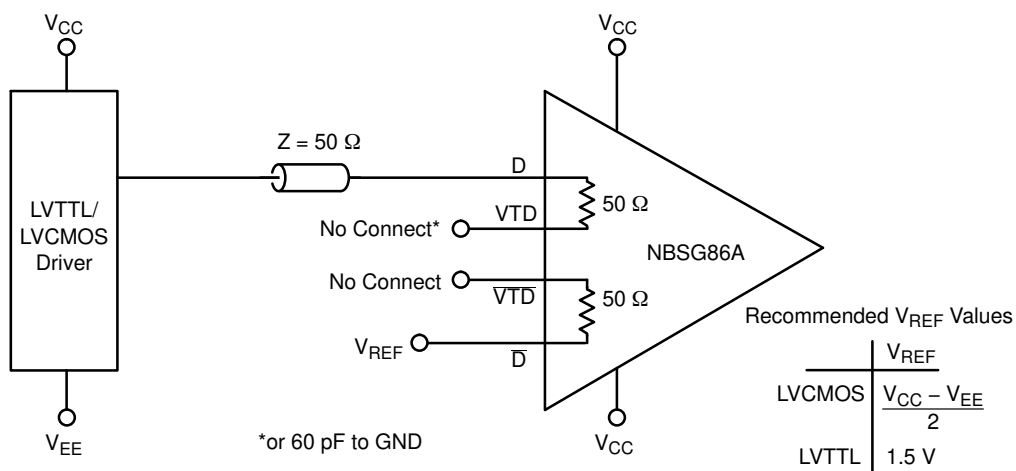 V_CC
V_CC
Z = 50 Ω
D
LVTTL/
LVCMOS
Driver
50 Ω
VTD
No Connect*
NBSG86A
No Connect
V̅T̅D̅
50 Ω
Recommended V_REF Values
V_REF
D̅
V_REF
LVCMOS
V_CC – V_EE
2
V_EE
*or 60 pF to GND
V_CC
LVTTL
1.5 V